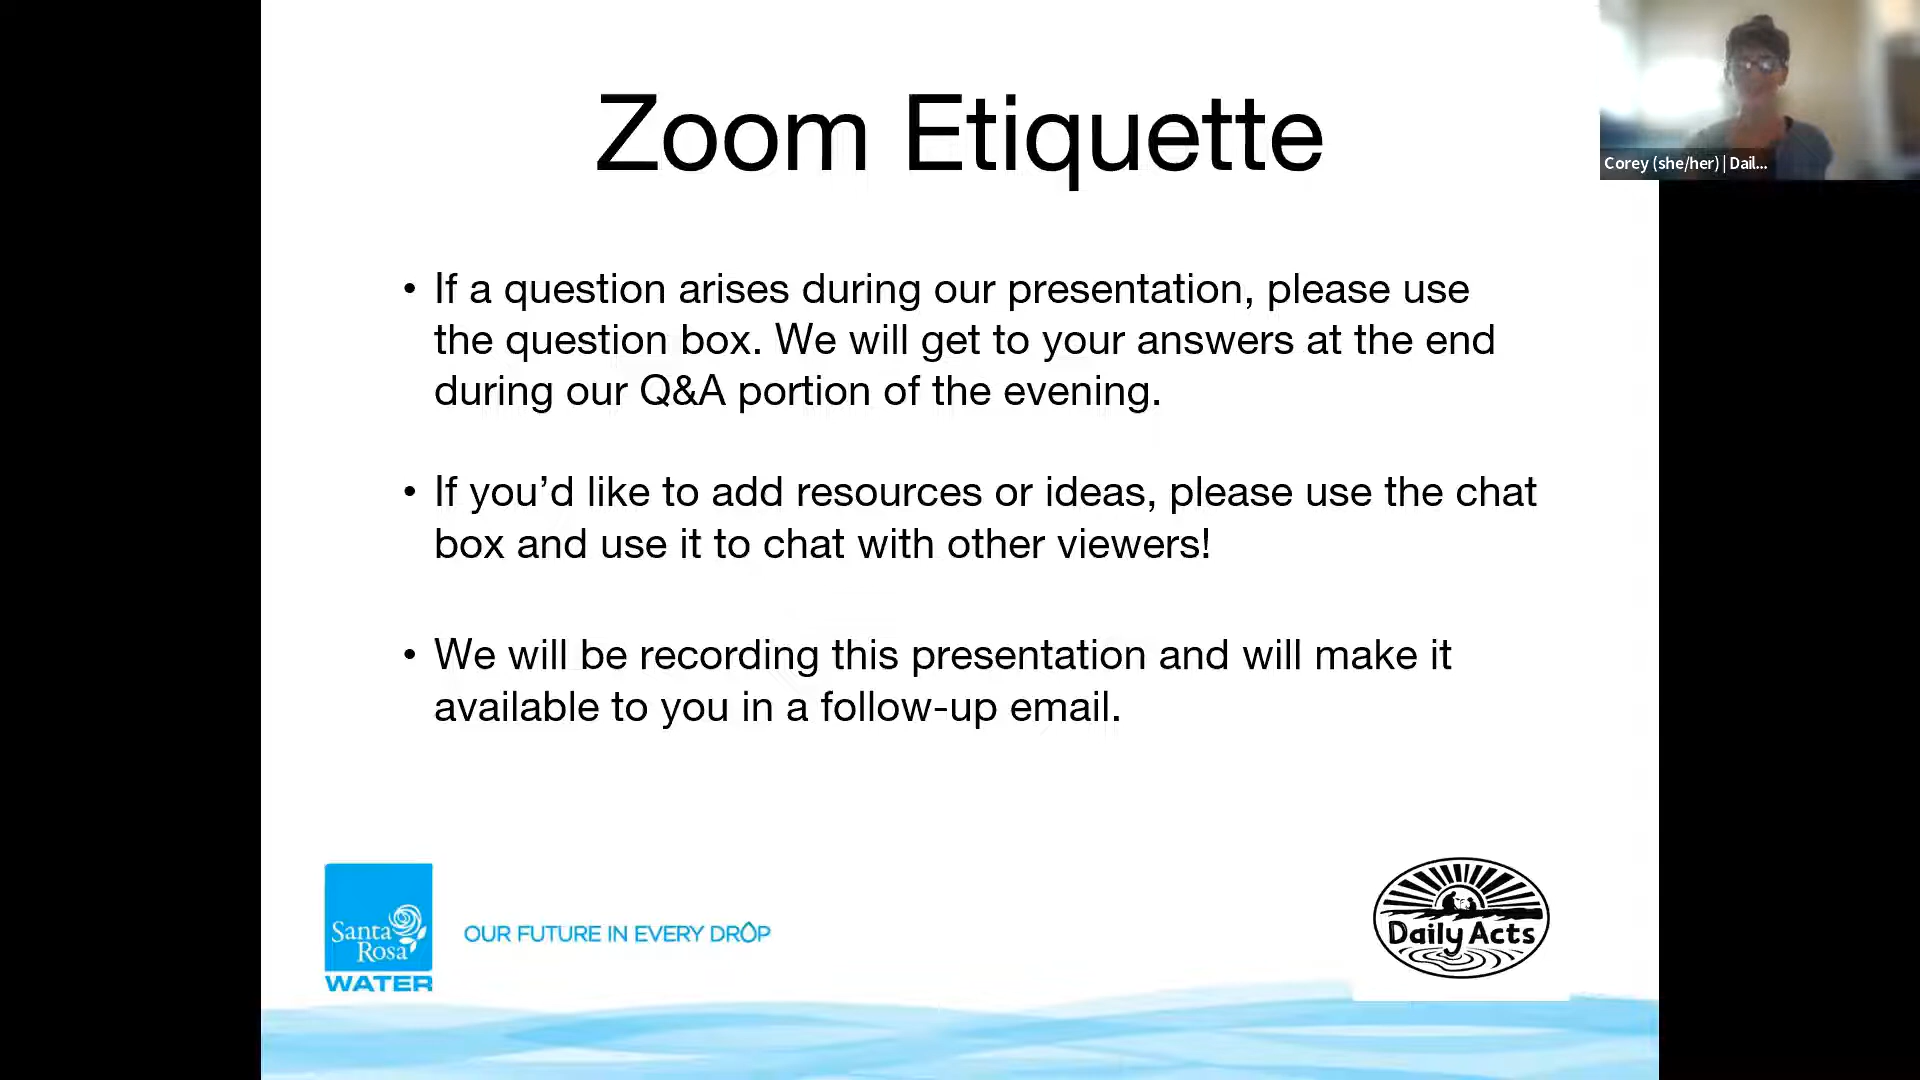 Zoom Etiquette
Corey (she/her) | Dail...
• If a question arises during our presentation, please use
the question box. We will get to your answers at the end
during our Q&A portion of the evening.
• If you’d like to add resources or ideas, please use the chat
box and use it to chat with other viewers!
• We will be recording this presentation and will make it
available to you in a follow-up email.
Santa
Rosa
WATER
OUR FUTURE IN EVERY DROP
Daily Acts